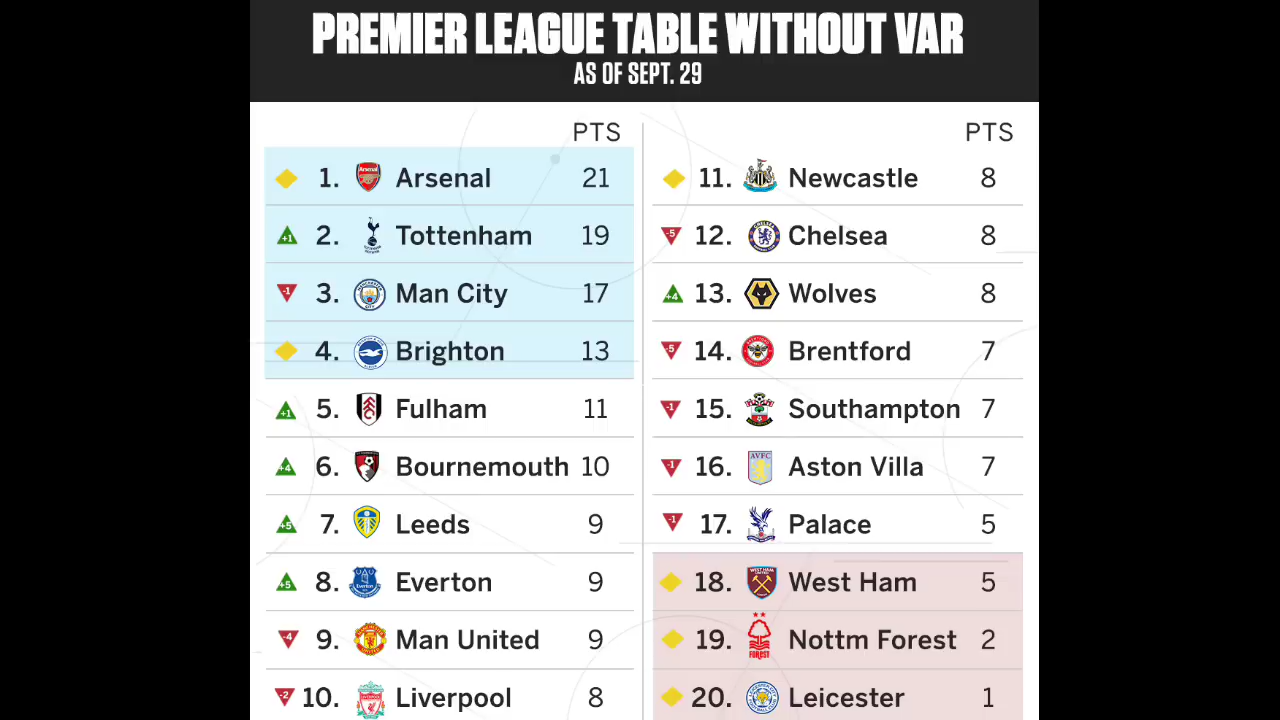 PREMIER LEAGUE TABLE WITHOUT VAR
AS OF SEPT. 29
PTS
1. Arsenal 21
+1 2. Tottenham 19
-1 3. Man City 17
4. Brighton 13
+1 5. Fulham 11
+4 6. Bournemouth 10
+5 7. Leeds 9
+5 8. Everton 9
-4 9. Man United 9
-2 10. Liverpool 8
PTS
11. Newcastle 8
-5 12. Chelsea 8
+4 13. Wolves 8
-5 14. Brentford 7
-1 15. Southampton 7
-1 16. AVFC Aston Villa 7
-1 17. Palace 5
18. West Ham 5
19. FOREST Nottm Forest 2
20. Leicester 1